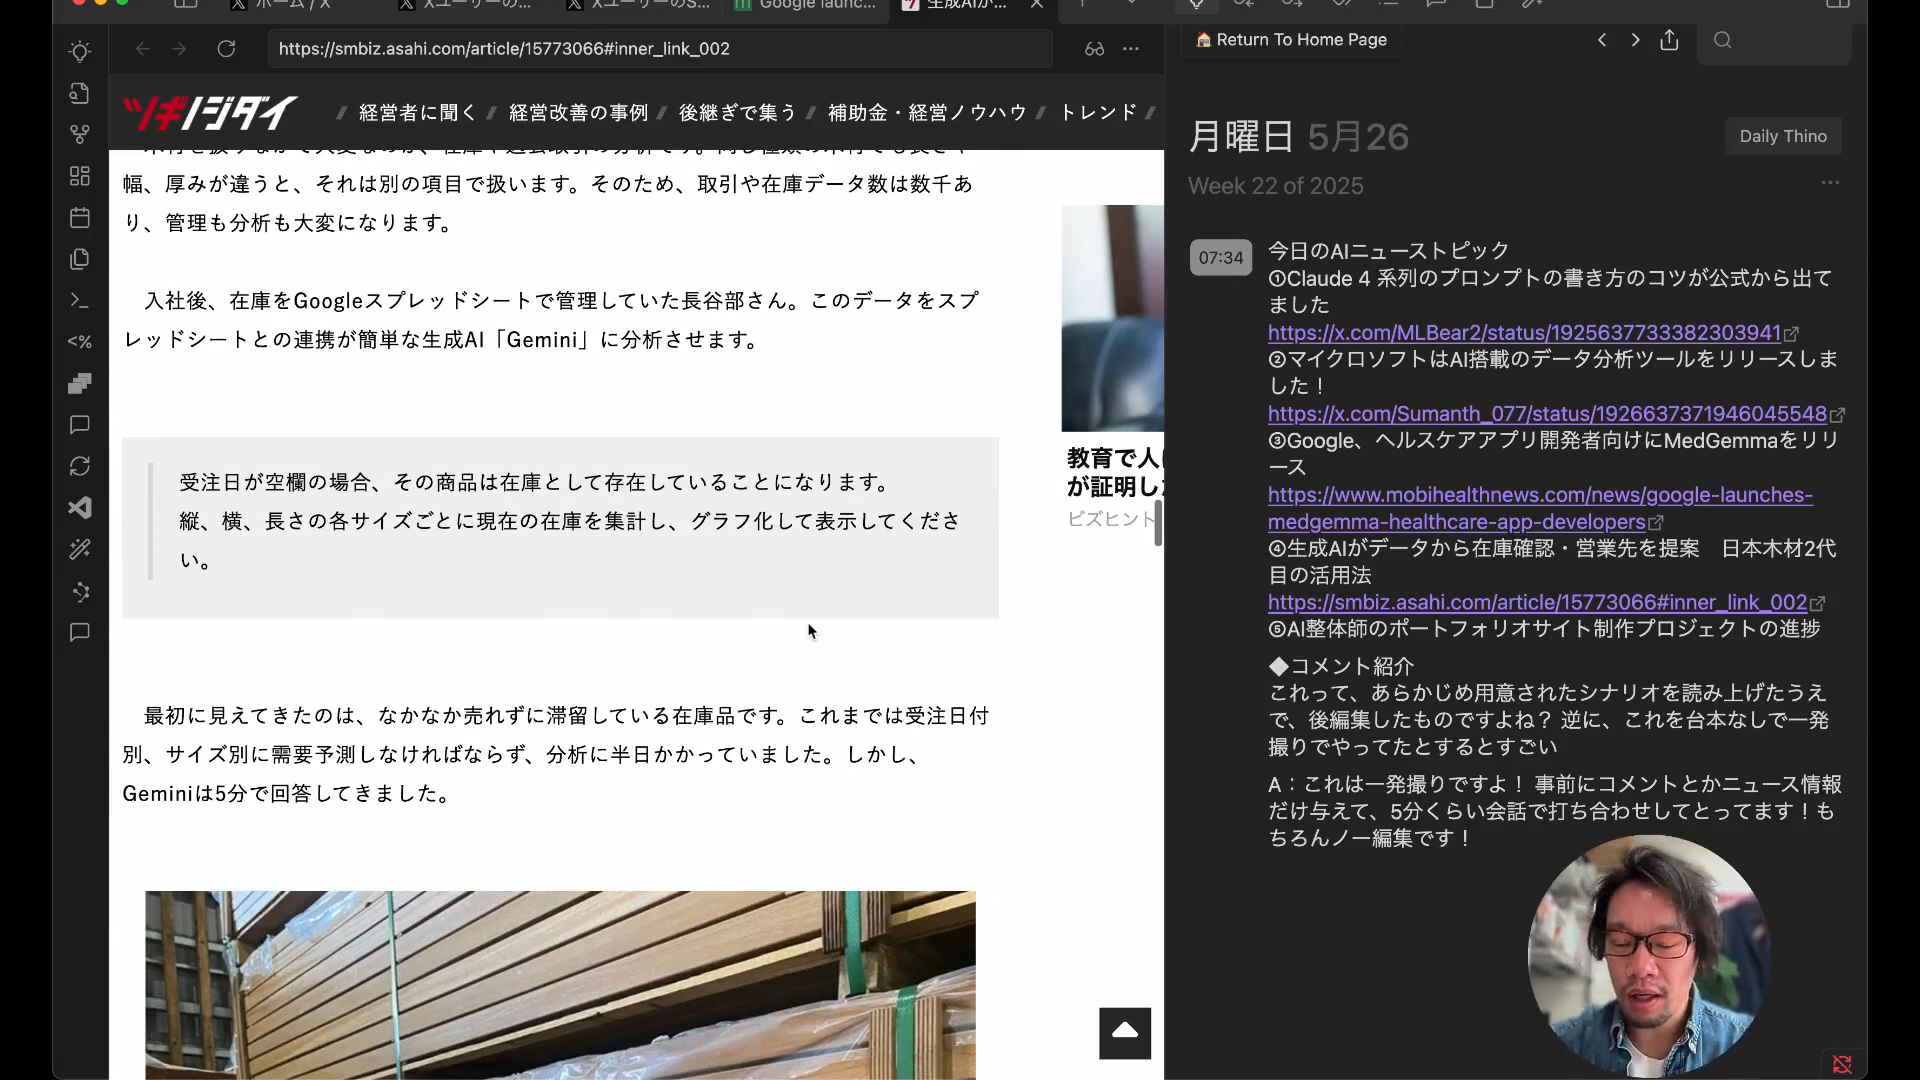 ホーム / X
Xユーザーの...
XユーザーのS...
Google launc...
生成AIが...
https://smbiz.asahi.com/article/15773066#inner_link_002
ツギノジダイ
経営者に聞く
経営改善の事例
後継ぎで集う
補助金・経営ノウハウ
トレンド
幅、厚みが違うと、それは別の項目で扱います。そのため、取引や在庫データ数は数千あ
り、管理も分析も大変になります。
入社後、在庫をGoogleスプレッドシートで管理していた長谷部さん。このデータをスプ
レッドシートとの連携が簡単な生成AI「Gemini」に分析させます。
受注日が空欄の場合、その商品は在庫として存在していることになります。
縦、横、長さの各サイズごとに現在の在庫を集計し、グラフ化して表示してくださ
い。
最初に見えてきたのは、なかなか売れずに滞留している在庫品です。これまでは受注日付
別、サイズ別に需要予測しなければならず、分析に半日かかっていました。しかし、
Geminiは5分で回答してきました。
教育で人
が証明し
ビズヒント
🏠 Return To Home Page
月曜日 5月26
Daily Thino
Week 22 of 2025
07:34
今日のAIニューストピック
①Claude 4 系列のプロンプトの書き方のコツが公式から出て
ました
https://x.com/MLBear2/status/1925637733382303941
②マイクロソフトはAI搭載のデータ分析ツールをリリースしま
した！
https://x.com/Sumanth_077/status/1926637371946045548
③Google、ヘルスケアアプリ開発者向けにMedGemmaをリリ
ース
https://www.mobihealthnews.com/news/google-launches-
medgemma-healthcare-app-developers
④生成AIがデータから在庫確認・営業先を提案　日本木材2代
目の活用法
https://smbiz.asahi.com/article/15773066#inner_link_002
⑤AI整体師のポートフォリオサイト制作プロジェクトの進捗
◆コメント紹介
これって、あらかじめ用意されたシナリオを読み上げたうえ
で、後編集したものですよね？ 逆に、これを台本なしで一発
撮りでやってたとするとすごい
A：これは一発撮りですよ！ 事前にコメントとかニュース情報
だけ与えて、5分くらい会話で打ち合わせしてとってます！も
ちろんノー編集です！